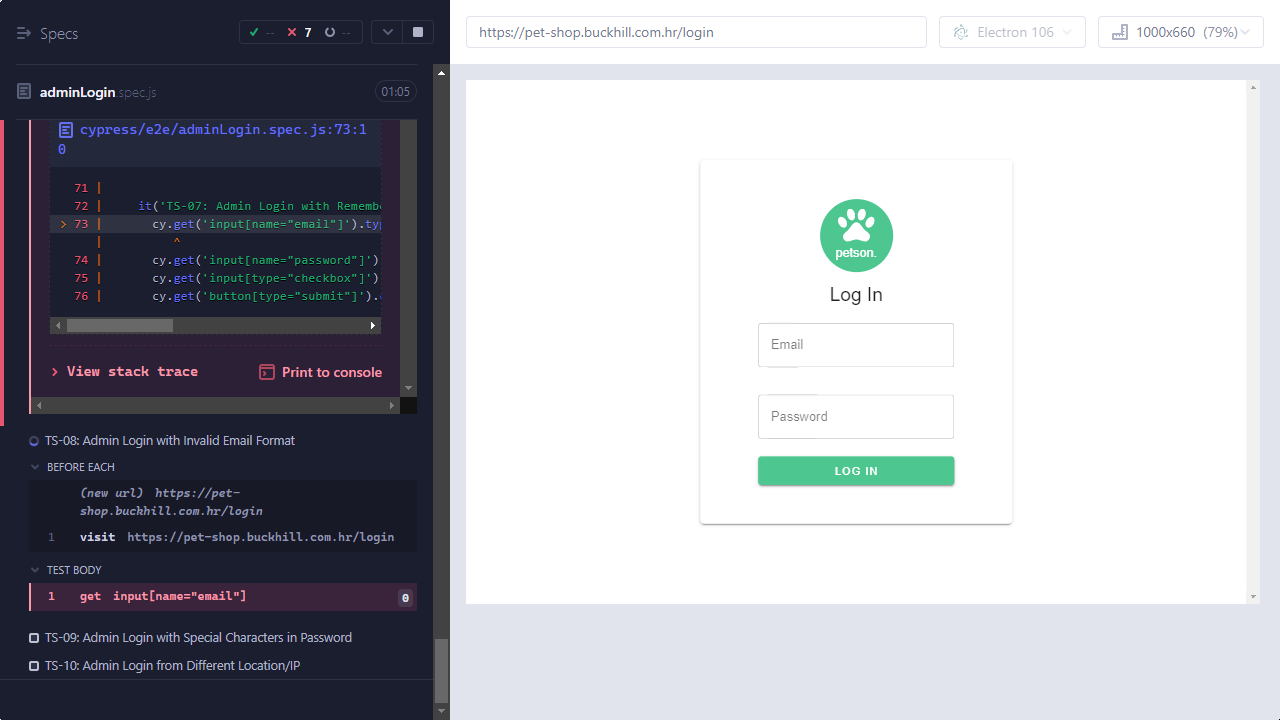 Specs
-- 7 --
adminLogin.spec.js 01:05
cypress/e2e/adminLogin.spec.js:73:1
0
71 |
72 | it('TS-07: Admin Login with Remembe
> 73 | cy.get('input[name="email"]').typ
| ^
74 | cy.get('input[name="password"]')
75 | cy.get('input[type="checkbox"]')
76 | cy.get('button[type="submit"]').
> View stack trace
Print to console
TS-08: Admin Login with Invalid Email Format
BEFORE EACH
(new url) https://pet-
shop.buckhill.com.hr/login
1 visit https://pet-shop.buckhill.com.hr/login
TEST BODY
1 get input[name="email"] 0
TS-09: Admin Login with Special Characters in Password
TS-10: Admin Login from Different Location/IP
https://pet-shop.buckhill.com.hr/login
Electron 106
1000x660 (79%)
petson.
Log In
Email
Password
LOG IN